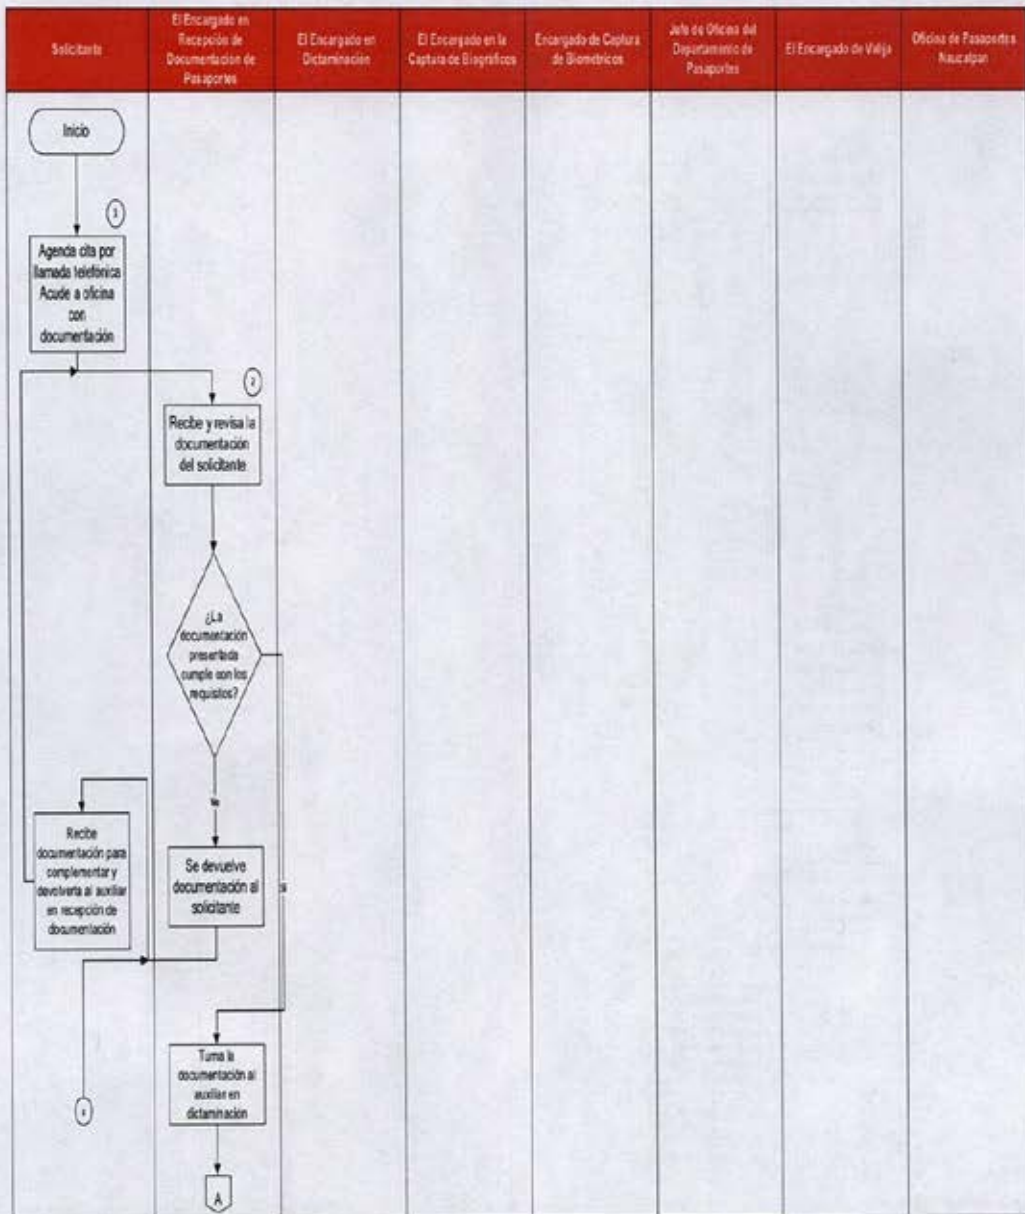 Solicitante
El Encargado en
Recepción de
Documentación de
Pasaportes
El Encargado en
Dictaminación
El Encargado en la
Captura de Biográficos
Encargado de Captura
de Biometricos
Jefe de Oficina del
Departamento de
Pasaportes
El Encargado de Valija
Oficina de Pasaportes
Naucalpan
Inicio
Agenda cita por
llamada telefónica
Acude a oficina
con
documentación
2
Recibe y revisa la
documentación
del solicitante
¿La
documentación
presentada
cumple con los
requisitos?
No
Recibe
documentación para
complementar y
devolverla al auxiliar
en recepción de
documentación
Se devuelve
documentación al
solicitante
si
Turna la
documentación al
auxiliar en
dictaminación
A